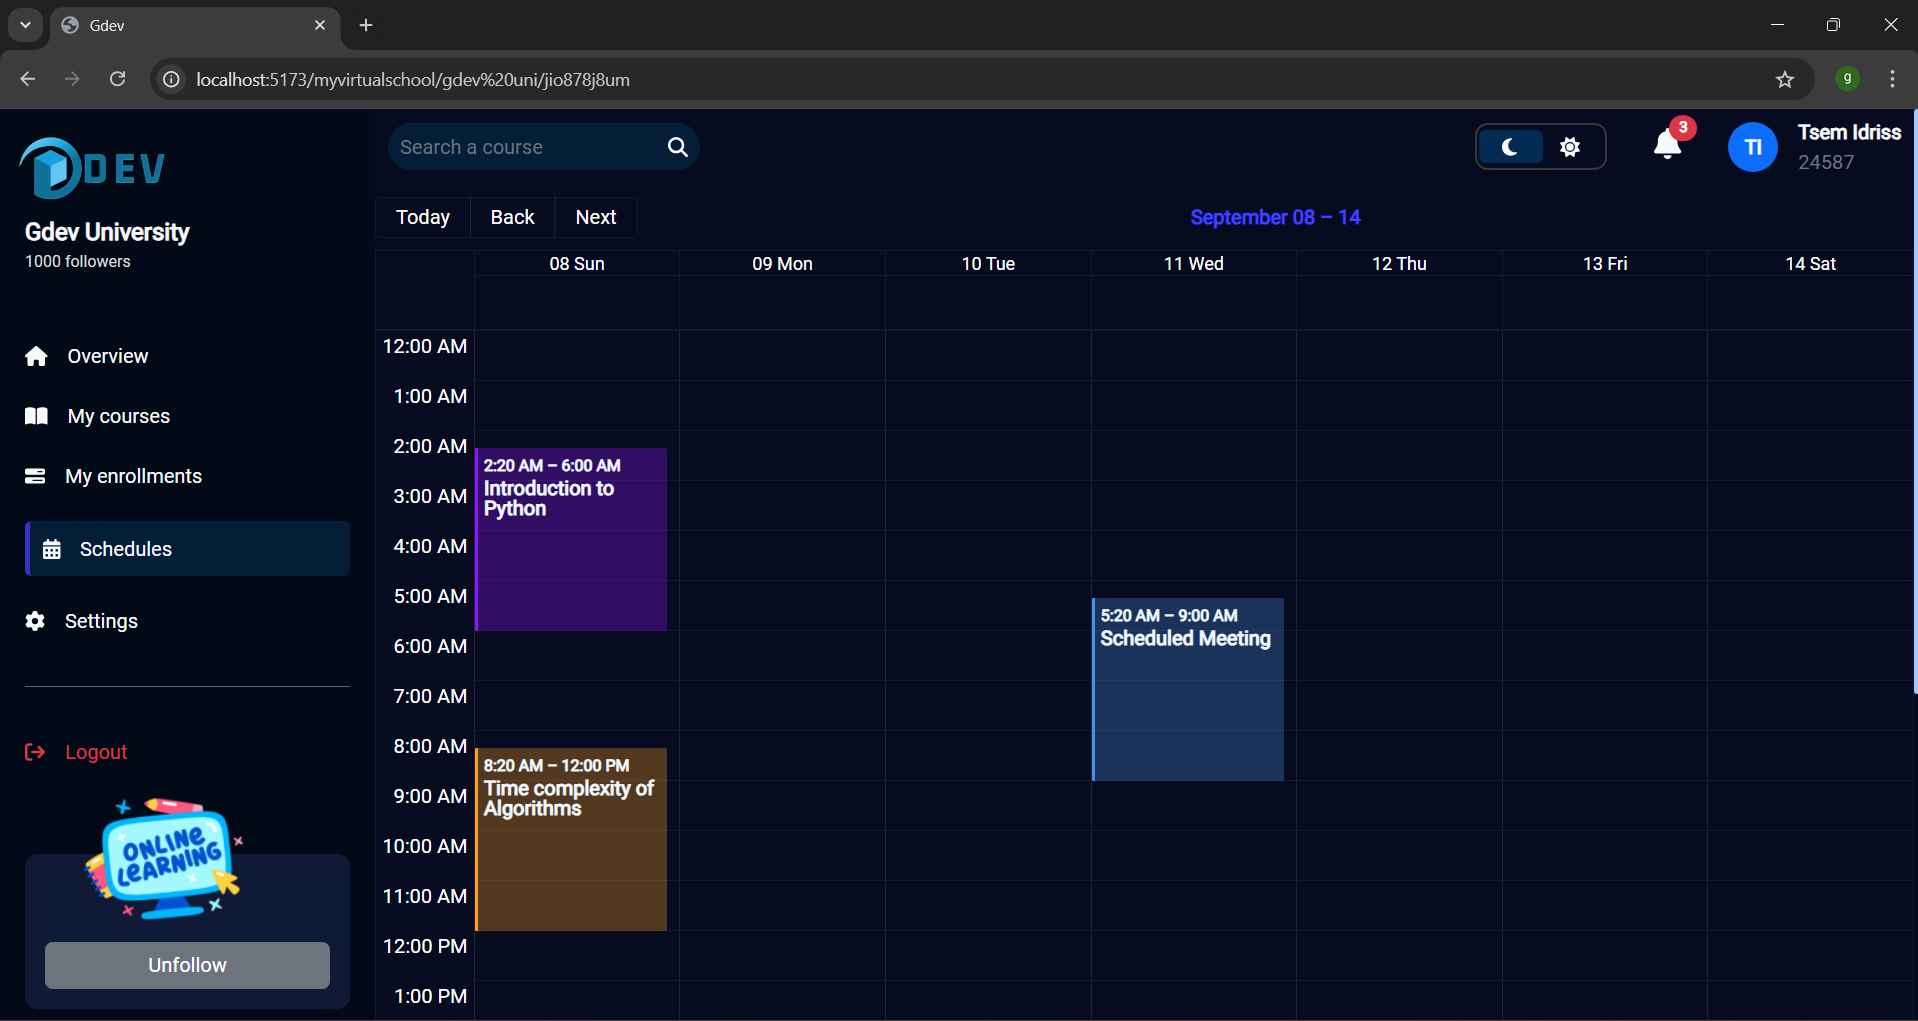 Gdev
localhost:5173/myvirtualschool/gdev%20uni/jio878j8um
g
DEV
Gdev University
1000 followers
Overview
My courses
My enrollments
Schedules
Settings
Logout
ONLINE
LEARNING
Unfollow
Search a course
3
TI
Tsem Idriss
24587
Today Back Next
September 08 – 14
08 Sun 09 Mon 10 Tue 11 Wed 12 Thu 13 Fri 14 Sat
12:00 AM
1:00 AM
2:00 AM
3:00 AM
4:00 AM
5:00 AM
6:00 AM
7:00 AM
8:00 AM
9:00 AM
10:00 AM
11:00 AM
12:00 PM
1:00 PM
2:20 AM – 6:00 AM
Introduction to
Python
8:20 AM – 12:00 PM
Time complexity of
Algorithms
5:20 AM – 9:00 AM
Scheduled Meeting